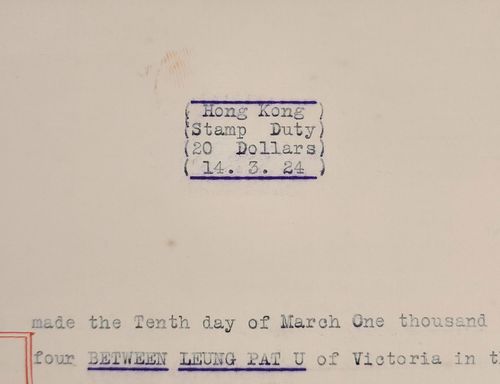 ( Hong Kong )
(Stamp Duty)
(20 Dollars)
( 14. 3. 24 )
made the Tenth day of March One thousand
four BETWEEN LEUNG PAT U of Victoria in